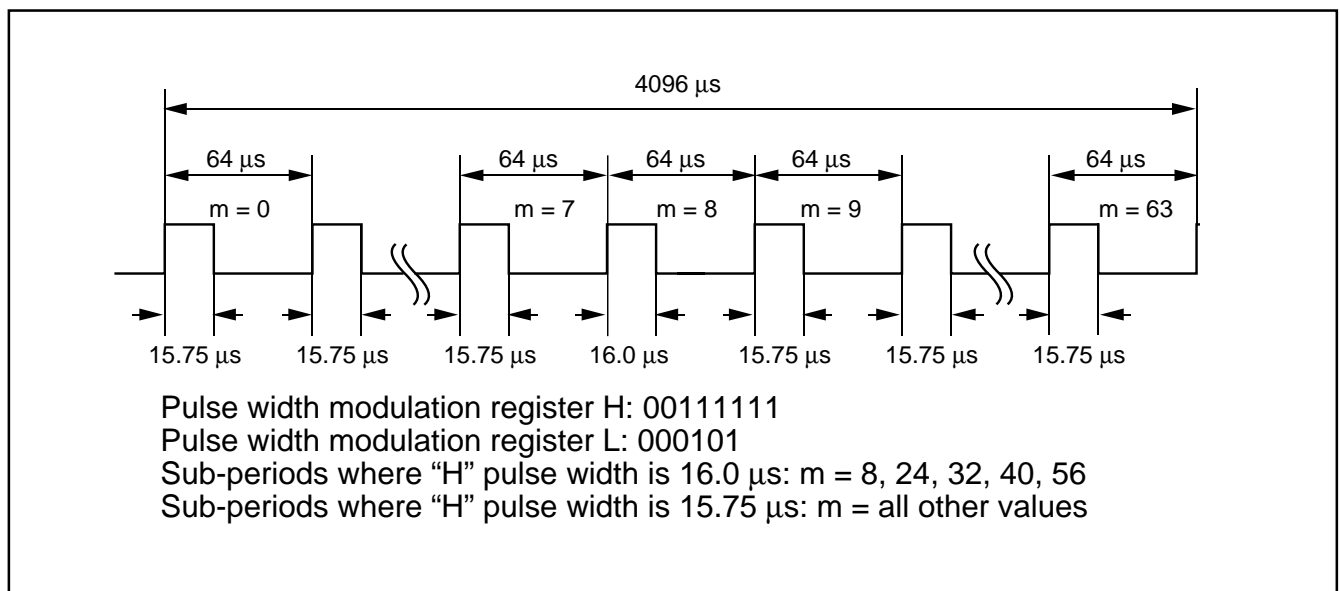 4096 μs
64 μs 64 μs 64 μs 64 μs 64 μs
m = 0 m = 7 m = 8 m = 9 m = 63
15.75 μs 15.75 μs 15.75 μs 16.0 μs 15.75 μs 15.75 μs 15.75 μs
Pulse width modulation register H: 00111111
Pulse width modulation register L: 000101
Sub-periods where “H” pulse width is 16.0 μs: m = 8, 24, 32, 40, 56
Sub-periods where “H” pulse width is 15.75 μs: m = all other values